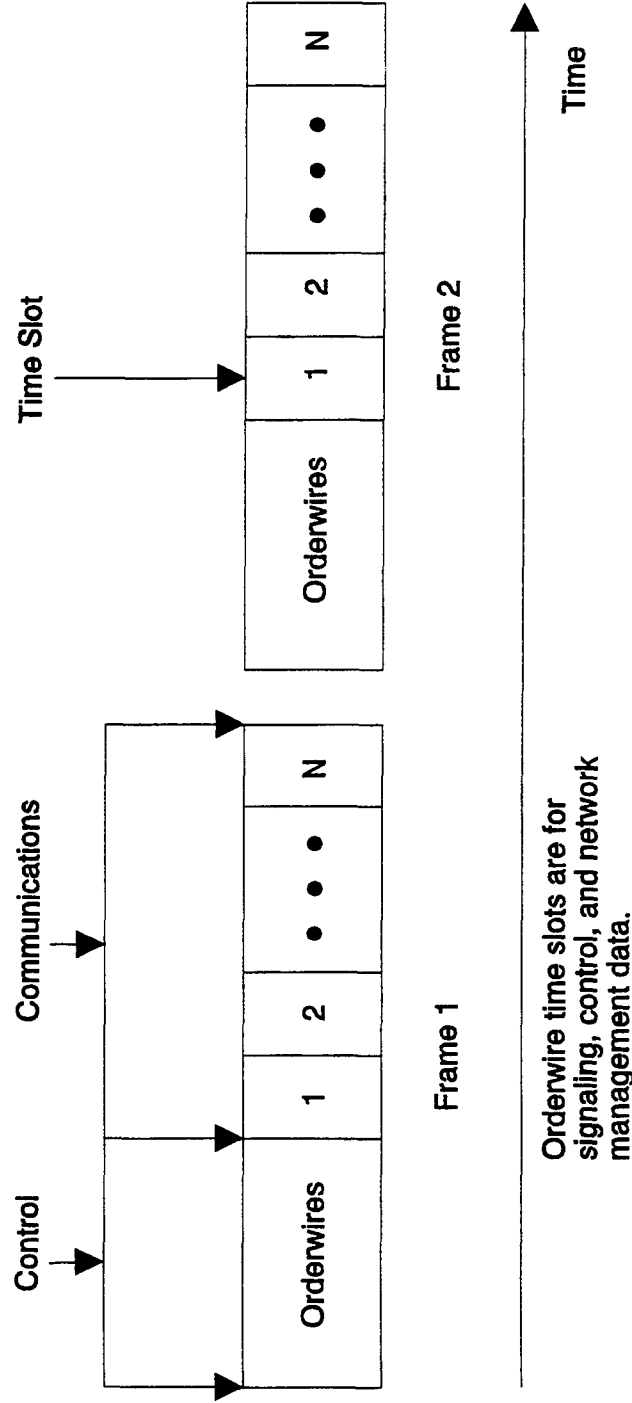 Control
Communications
Time Slot
Orderwires 1 2 N
Orderwires 1 2 N
Frame 1
Frame 2
Orderwire time slots are for
signaling, control, and network
management data.
Time